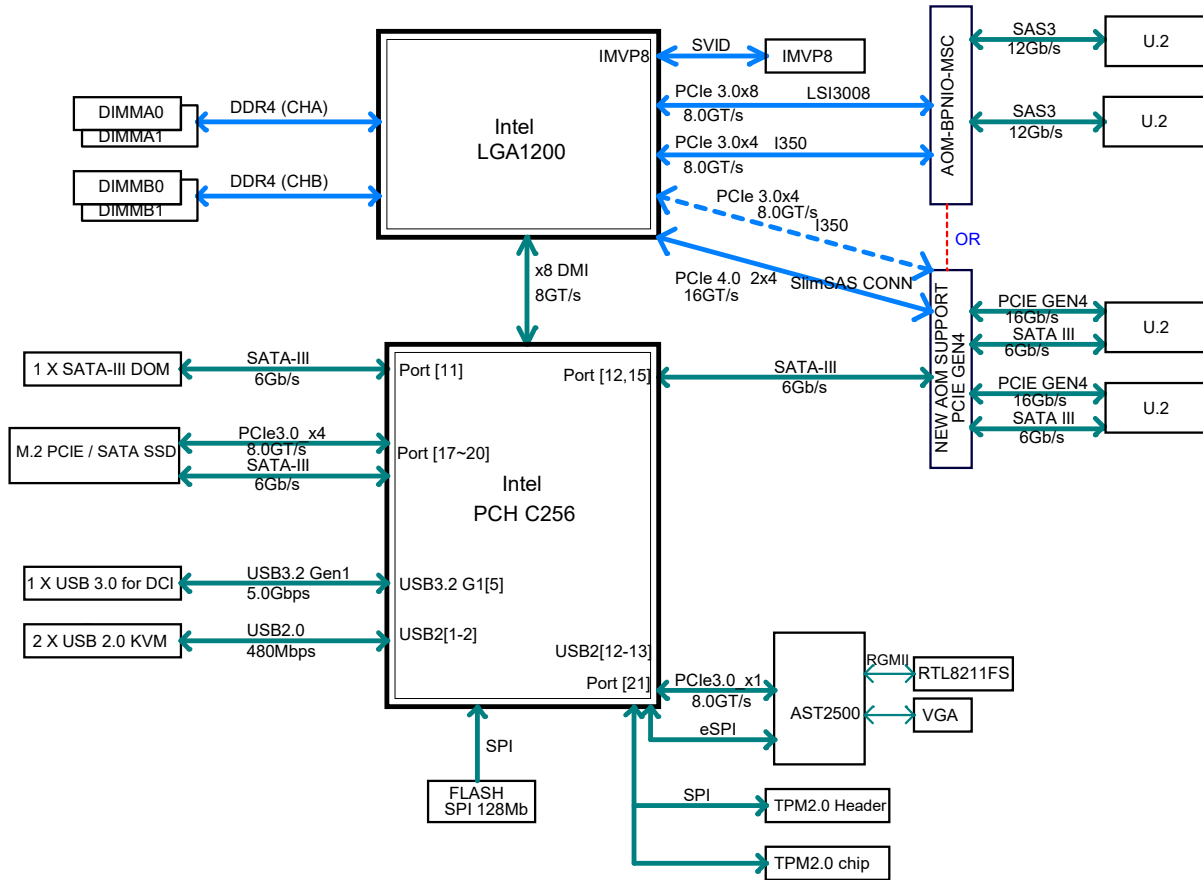 SAS3
12Gb/s
U.2
SVID
IMVP8
IMVP8
AOM-BPNIO-MSC
PCIe 3.0x8
LSI3008
8.0GT/s
DIMMA0
DIMMA1
DDR4 (CHA)
Intel
LGA1200
SAS3
12Gb/s
U.2
PCIe 3.0x4
I350
8.0GT/s
DIMMB0
DIMMB1
DDR4 (CHB)
PCIe 3.0x4
8.0GT/s
I350
OR
x8 DMI
8GT/s
PCIe 4.0 2x4
16GT/s
SlimSAS CONN
NEW AOM SUPPORT
PCIE GEN4
PCIE GEN4
16Gb/s
SATA III
6Gb/s
U.2
PCIE GEN4
16Gb/s
SATA III
6Gb/s
U.2
1 X SATA-III DOM
SATA-III
6Gb/s
Port [11]
Port [12,15]
SATA-III
6Gb/s
M.2 PCIE / SATA SSD
PCIe3.0_x4
8.0GT/s
SATA-III
6Gb/s
Port [17~20]
Intel
PCH C256
1 X USB 3.0 for DCI
USB3.2 Gen1
5.0Gbps
USB3.2 G1[5]
2 X USB 2.0 KVM
USB2.0
480Mbps
USB2[1-2]
USB2[12-13]
Port [21]
PCIe3.0_x1
8.0GT/s
eSPI
AST2500
RGMII
RTL8211FS
VGA
SPI
FLASH
SPI 128Mb
SPI
TPM2.0 Header
TPM2.0 chip